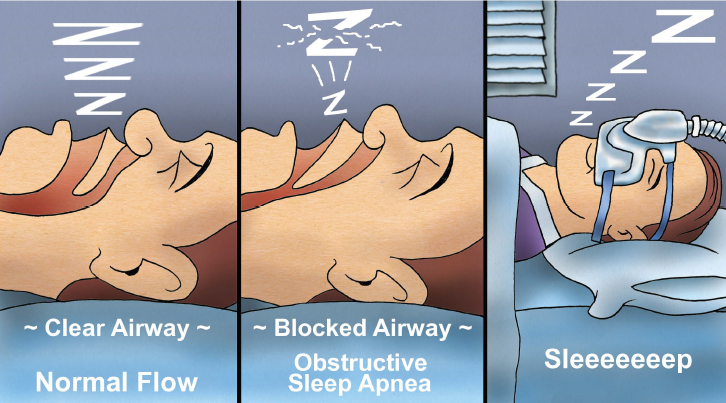 Z
Z Z Z
Z
~ Clear Airway ~
Normal Flow
Z
Z
~ Blocked Airway ~
Obstructive
Sleep Apnea
Z
Z
Z
Z
Sleeeeeeep